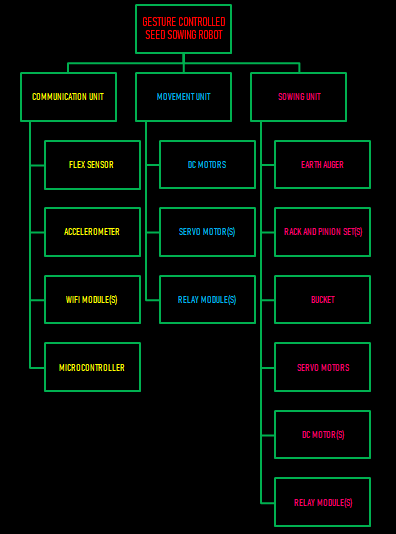 GESTURE CONTROLLED
SEED SOWING ROBOT
COMMUNICATION UNIT
FLEX SENSOR
ACCELEROMETER
WIFI MODULE(S)
MICROCONTROLLER
MOVEMENT UNIT
DC MOTORS
SERVO MOTOR(S)
RELAY MODULE(S)
SOWING UNIT
EARTH AUGER
RACK AND PINION SET(S)
BUCKET
SERVO MOTORS
DC MOTOR(S)
RELAY MODULE(S)